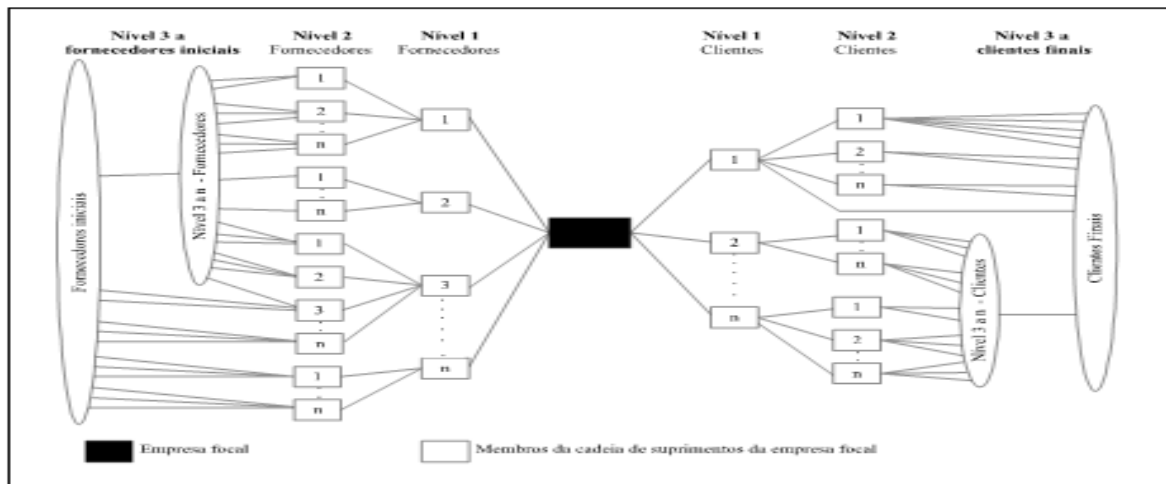 Nível 3 a
fornecedores iniciais
Nível 2
Fornecedores
Nível 1
Fornecedores
Nível 1
Clientes
Nível 2
Clientes
Nível 3 a
clientes finais
Fornecedores iniciais
Nível 3 a n - Fornecedores
1
2
n
1
n
1
2
3
n
1
n
1
2
3
n
1
2
n
1
2
n
1
n
1
2
n
Nível 3 a n - Clientes
Clientes Finais
Empresa focal
Membros da cadeia de suprimentos da empresa focal